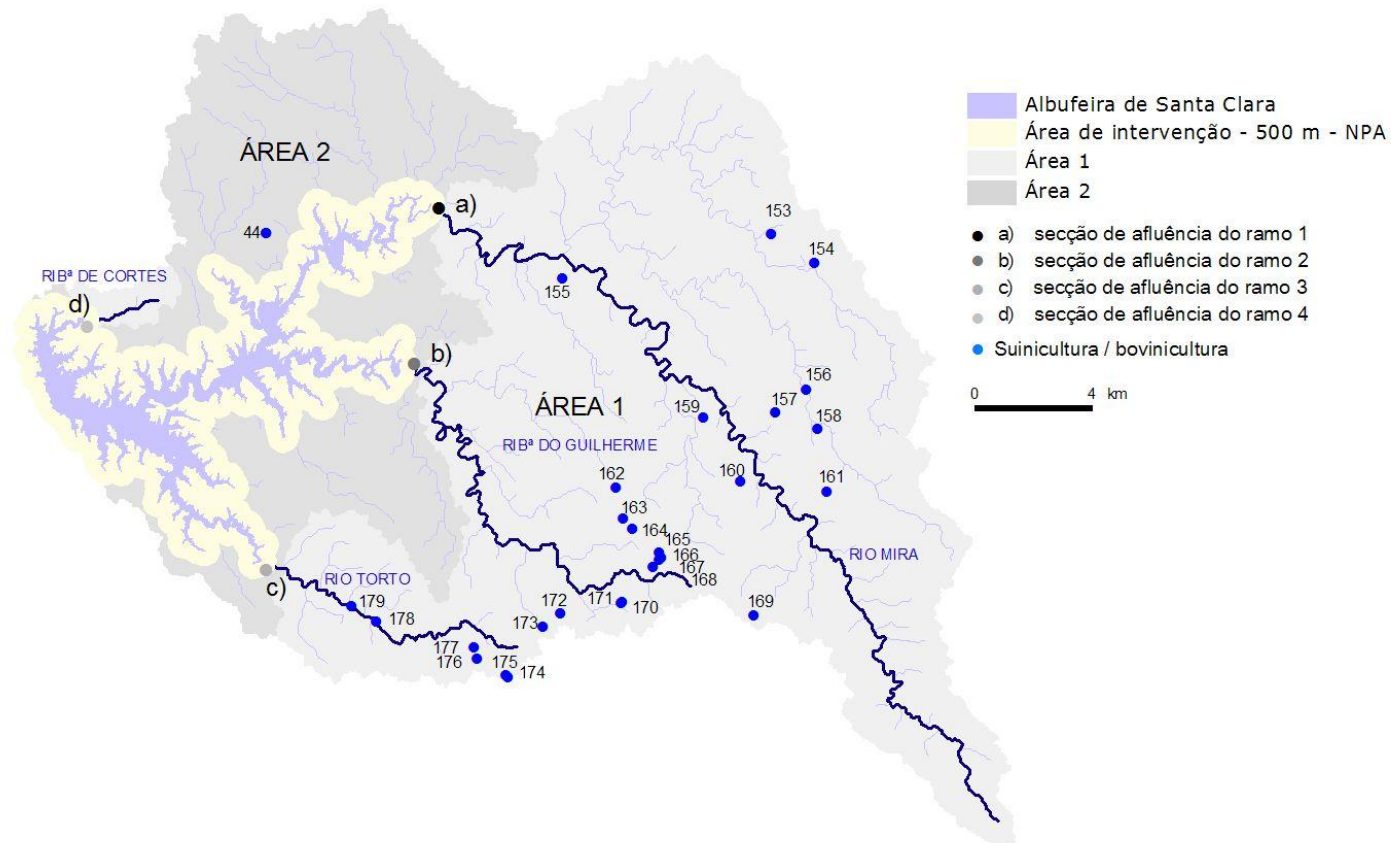 Albufeira de Santa Clara
Área de intervenção - 500 m - NPA
Área 1
Área 2
a) secção de afluência do ramo 1
b) secção de afluência do ramo 2
c) secção de afluência do ramo 3
d) secção de afluência do ramo 4
Suinicultura / bovinicultura
0 4 km
ÁREA 2
a)
153
44
154
RIBª DE CORTES
155
d)
b)
156
ÁREA 1
157
159
158
RIBª DO GUILHERME
162
160
161
163
164
165
166
RIO MIRA
167
168
c)
RIO TORTO
179
172
171
170
169
178
173
177
176
175
174